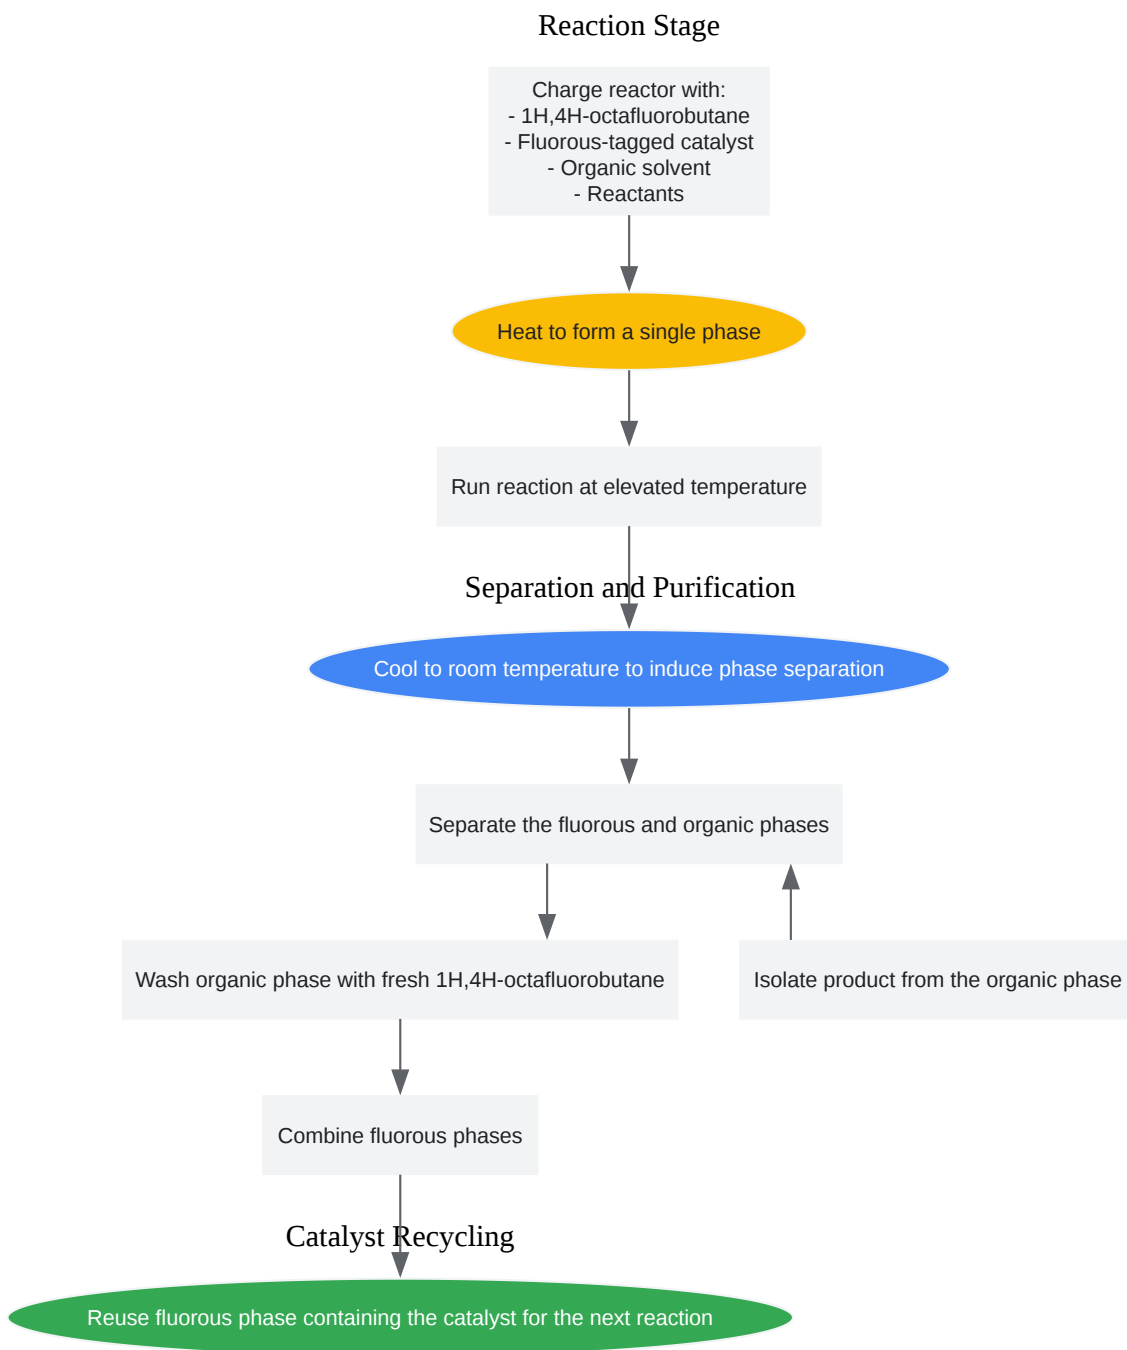 Reaction Stage
Charge reactor with:
- 1H,4H-octafluorobutane
- Fluorous-tagged catalyst
- Organic solvent
- Reactants
Heat to form a single phase
Run reaction at elevated temperature
Separation and Purification
Cool to room temperature to induce phase separation
Separate the fluorous and organic phases
Wash organic phase with fresh 1H,4H-octafluorobutane
Isolate product from the organic phase
Combine fluorous phases
Catalyst Recycling
Reuse fluorous phase containing the catalyst for the next reaction